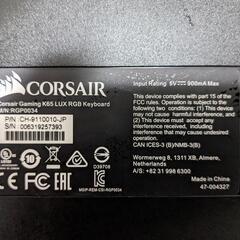 CORSAIR
Corsair Gaming K65 LUX RGB Keyboard
M/N:RGP0034
P/N :CH-9110010-JP
S/N : 006319257393
Input Rating: 5V⎓900mA Max
This device complies with part 15 of the
FCC rules. Operation is subject to
the following two conditions:
(1) This device may not cause harmful
interference, and (2) this device must
accept any interference received,
including interference that may
cause undesired operation.
CAN ICES-3 (B)/NMB-3(B)
Wormerweg 8, 1311 XB, Almere,
Netherlands
A/S : +82 31 998 6300
10
D39708
MSIP-REM-CSI-RGP0034
Made in China
47-004327